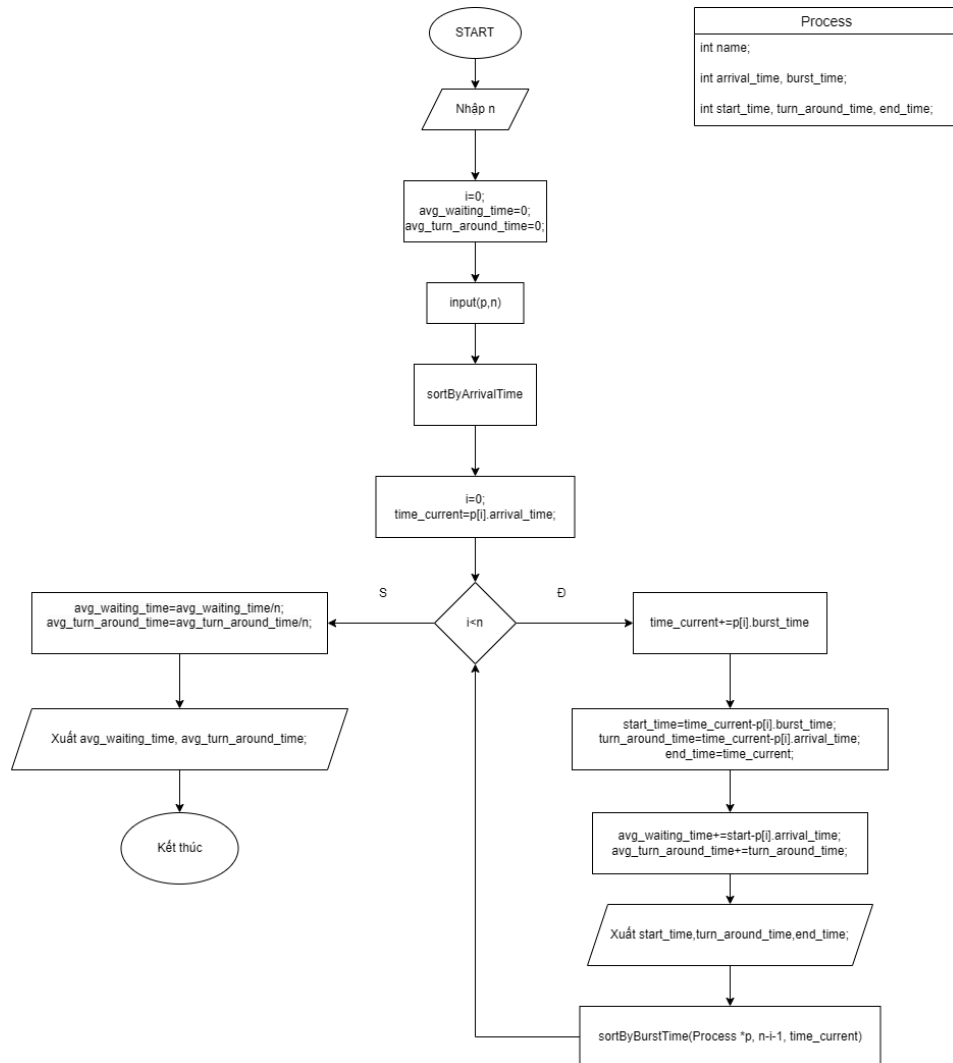 START
Process
int name;
int arrival_time, burst_time;
int start_time, turn_around_time, end_time;
Nhập n
i=0;
avg_waiting_time=0;
avg_turn_around_time=0;
input(p,n)
sortByArrivalTime
i=0;
time_current=p[i].arrival_time;
S
Đ
i<n
avg_waiting_time=avg_waiting_time/n;
avg_turn_around_time=avg_turn_around_time/n;
time_current+=p[i].burst_time
Xuất avg_waiting_time, avg_turn_around_time;
start_time=time_current-p[i].burst_time;
turn_around_time=time_current-p[i].arrival_time;
end_time=time_current;
Kết thúc
avg_waiting_time+=start-p[i].arrival_time;
avg_turn_around_time+=turn_around_time;
Xuất start_time,turn_around_time,end_time;
sortByBurstTime(Process *p, n-i-1, time_current)